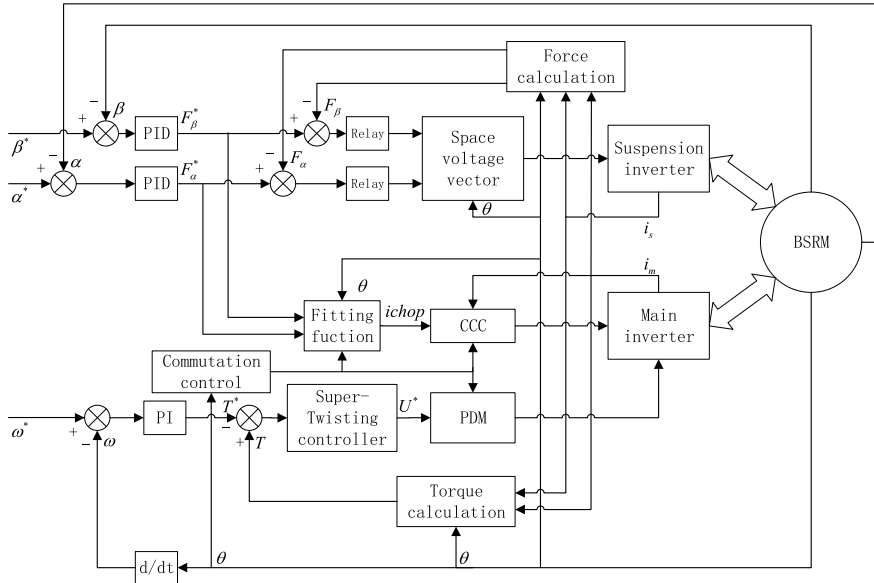 Force
calculation
− 
β
F*β
+
−
Fβ
+
PID
Relay
Space
voltage
vector
Suspension
inverter
β*
−
α
F*α
−
Fα
+
PID
+
Relay
α*
θ
is
BSRM
θ
im
Fitting
fuction
ichop
CCC
Main
inverter
Commutation
control
T*
Super-
Twisting
controller
U*
PDM
PI
−
+
T
ω*
+
−
ω
Torque
calculation
d/dt
θ
θ